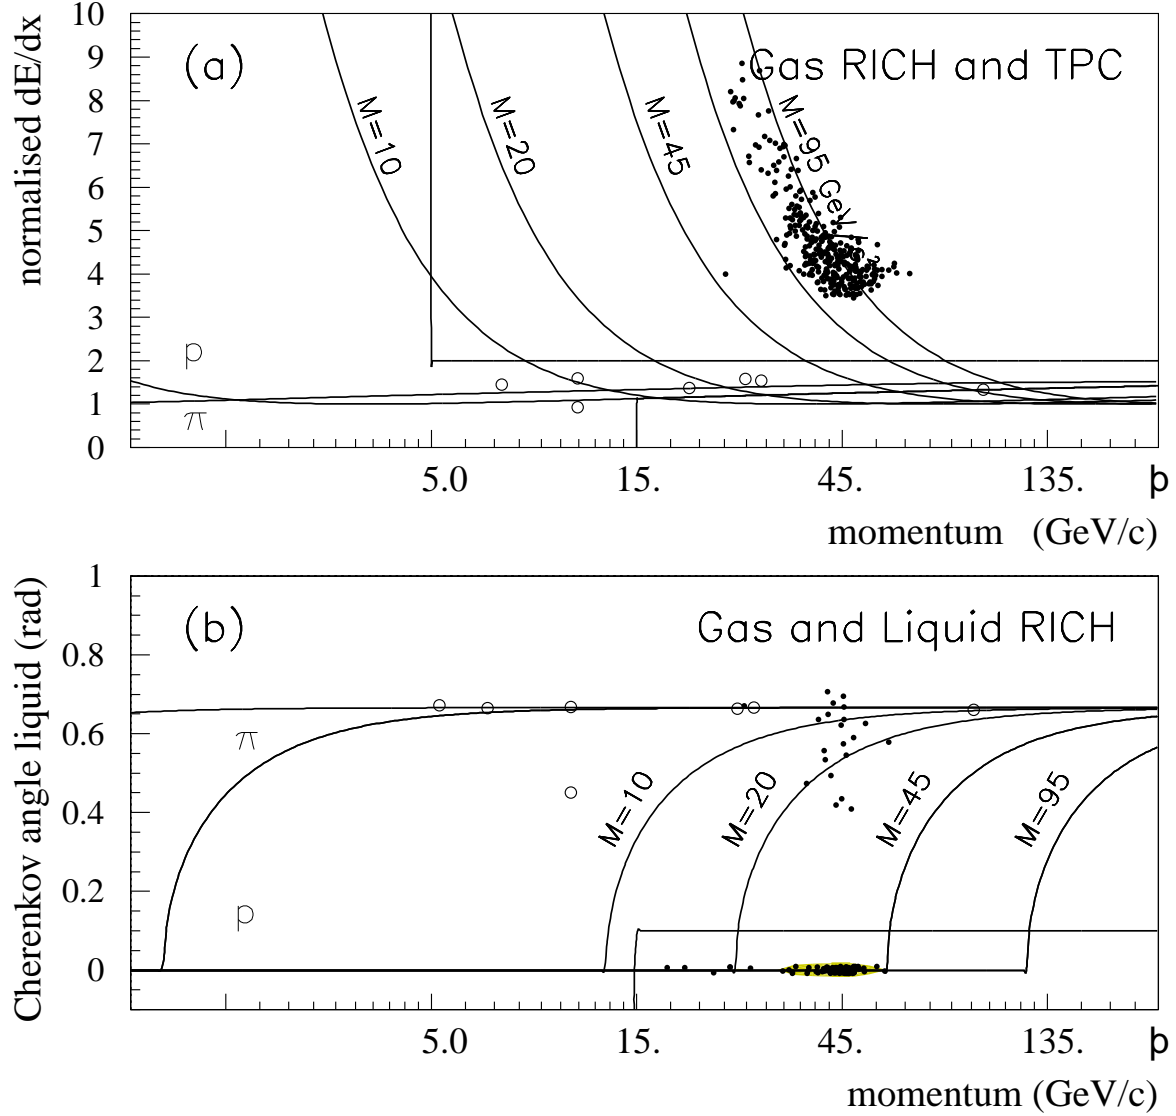 normalised dE/dx
10
9
8
7
6
5
4
3
2
1
0
(a)
Gas RICH and TPC
M=10
M=20
M=45
M=95 GeV
p
π
5.0 15. 45. 135. p
momentum (GeV/c)
Cherenkov angle liquid (rad)
1
0.8
0.6
0.4
0.2
0
(b)
Gas and Liquid RICH
π
p
M=10
M=20
M=45
M=95
5.0 15. 45. 135. p
momentum (GeV/c)